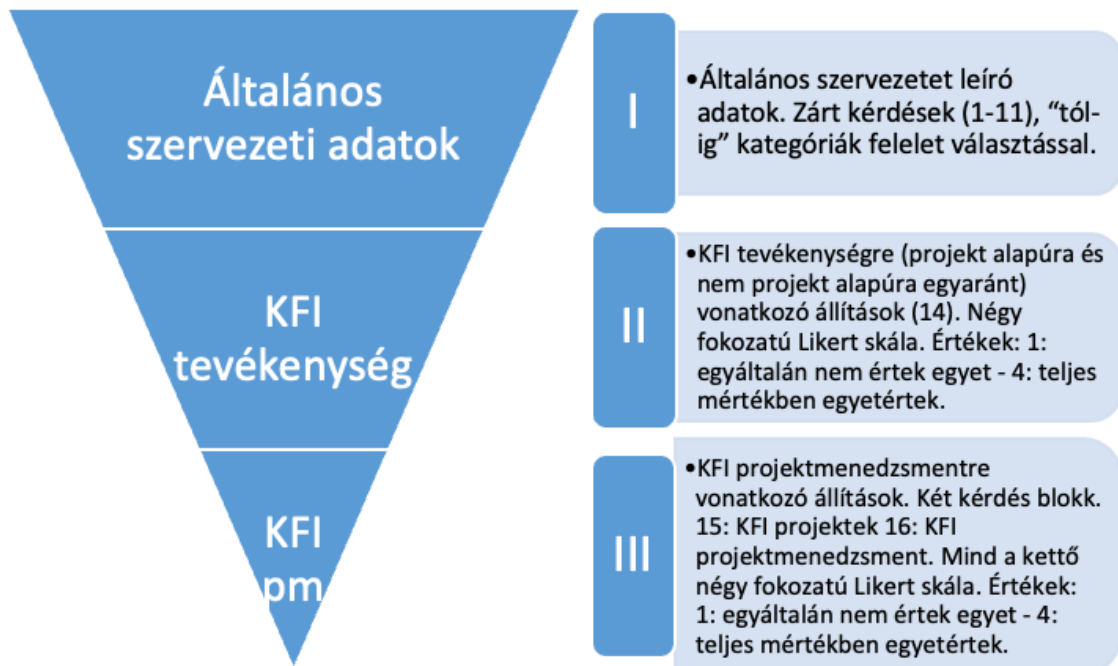 Általános
szervezeti adatok
KFI
tevékenység
KFI
pm
I
•Általános szervezetet leíró
adatok. Zárt kérdések (1-11), “tól-
ig” kategóriák felelet választással.
II
•KFI tevékenységre (projekt alapúra és
nem projekt alapúra egyaránt)
vonatkozó állítások (14). Négy
fokozatú Likert skála. Értékek: 1:
egyáltalán nem értek egyet - 4: teljes
mértékben egyetértek.
III
•KFI projektmenedzsmentre
vonatkozó állítások. Két kérdés blokk.
15: KFI projektek 16: KFI
projektmenedzsment. Mind a kettő
négy fokozatú Likert skála. Értékek:
1: egyáltalán nem értek egyet - 4:
teljes mértékben egyetértek.